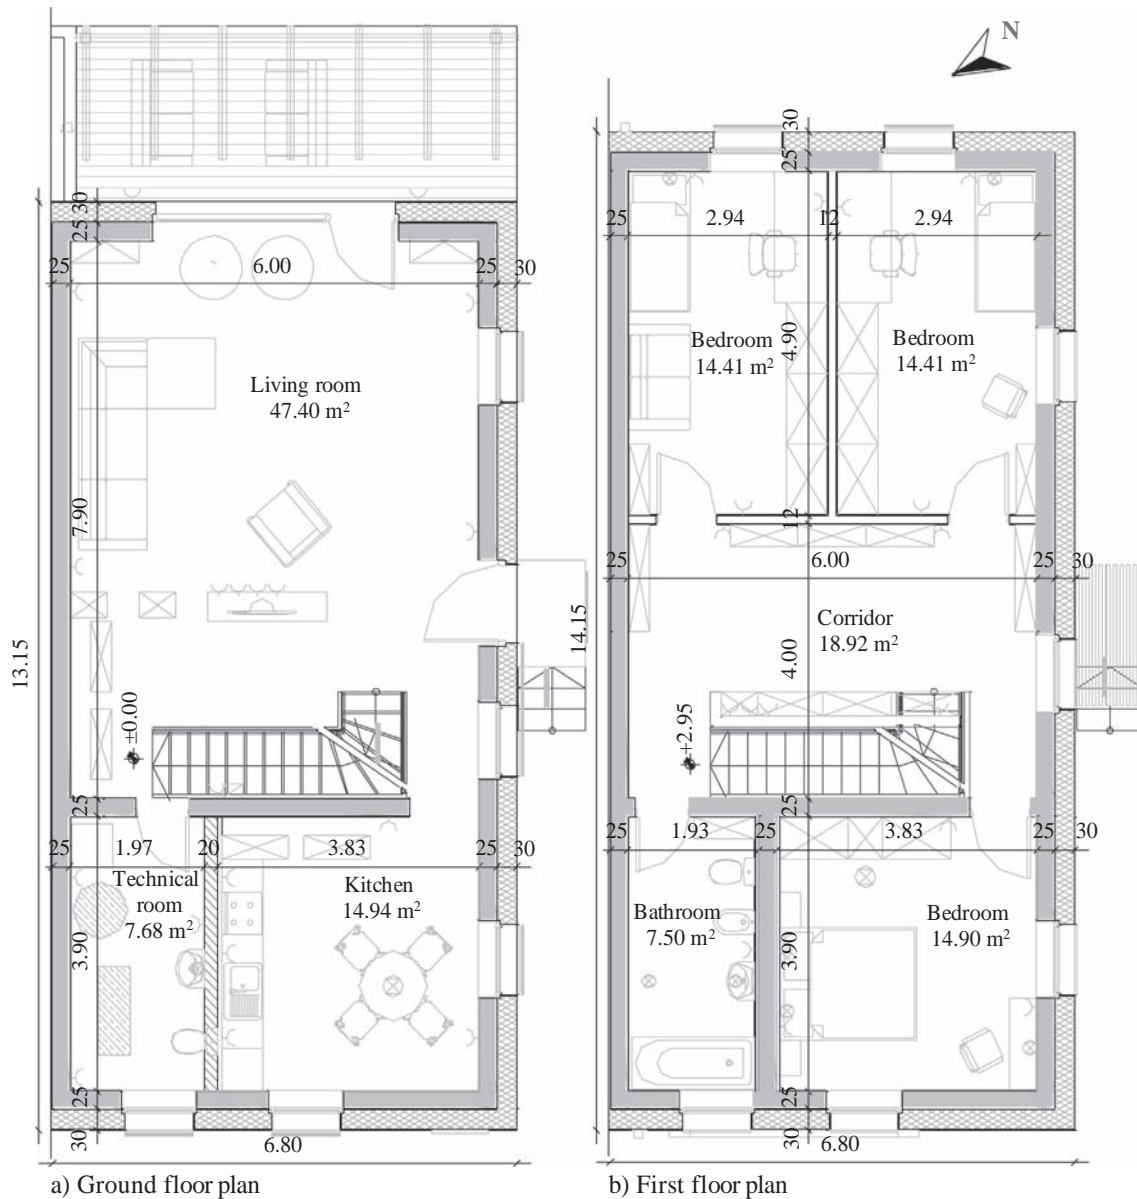 N
30
25
25
6.00
25
30
Living room
47.40 m²
7.90
13.15
±0.00
25
25
1.97
20
3.83
25
30
Technical
room
7.68 m²
Kitchen
14.94 m²
3.90
25
30
6.80
a) Ground floor plan
30
25
25
2.94
12
2.94
4.90
Bedroom
14.41 m²
Bedroom
14.41 m²
12
25
6.00
25
30
Corridor
18.92 m²
4.00
14.15
+2.95
25
25
1.93
25
3.83
25
30
Bathroom
7.50 m²
Bedroom
14.90 m²
3.90
25
30
6.80
b) First floor plan